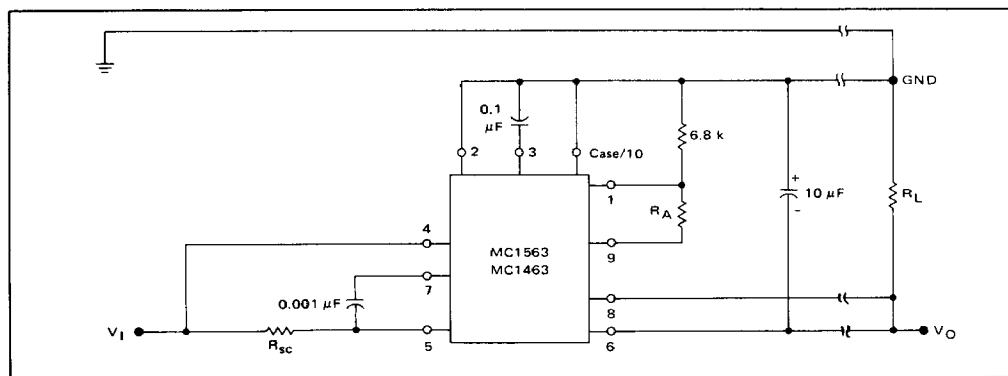 GND
0.1
μF
6.8 k
2
3
Case/10
1
+
10 μF
-
R_L
R_A
4
MC1563
MC1463
9
7
0.001 μF
8
V_I
R_sc
5
6
V_O